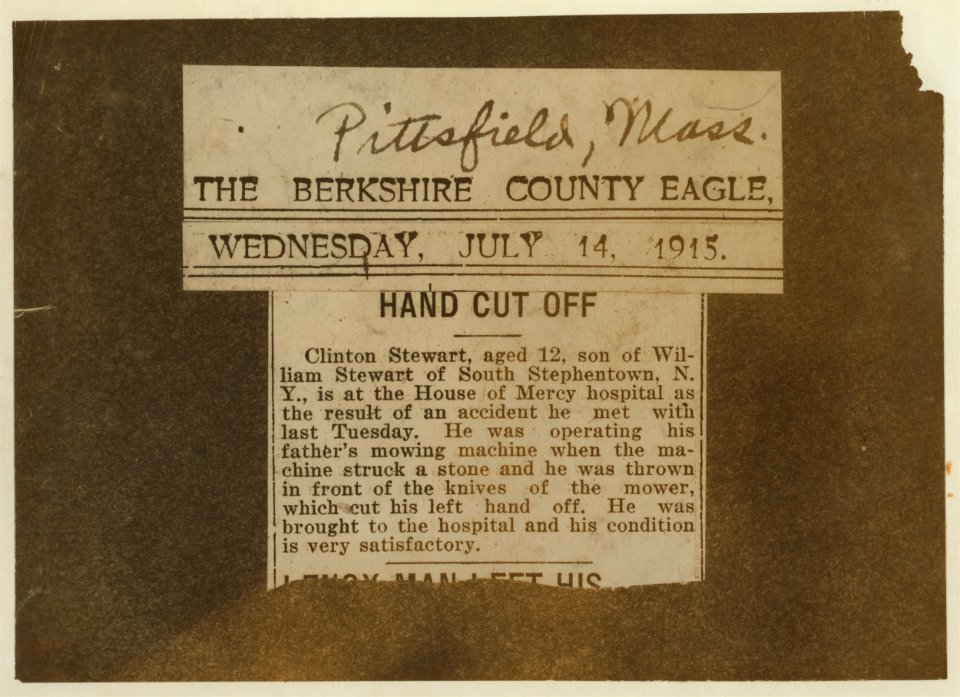 Pittsfield, Mass.
THE BERKSHIRE COUNTY EAGLE,
WEDNESDAY, JULY 14, 1915.
HAND CUT OFF
Clinton Stewart, aged 12, son of Wil-
liam Stewart of South Stephentown, N.
Y., is at the House of Mercy hospital as
the result of an accident he met with
last Tuesday. He was operating his
father's mowing machine when the ma-
chine struck a stone and he was thrown
in front of the knives of the mower,
which cut his left hand off. He was
brought to the hospital and his condition
is very satisfactory.
LENOX MAN LEFT HIS